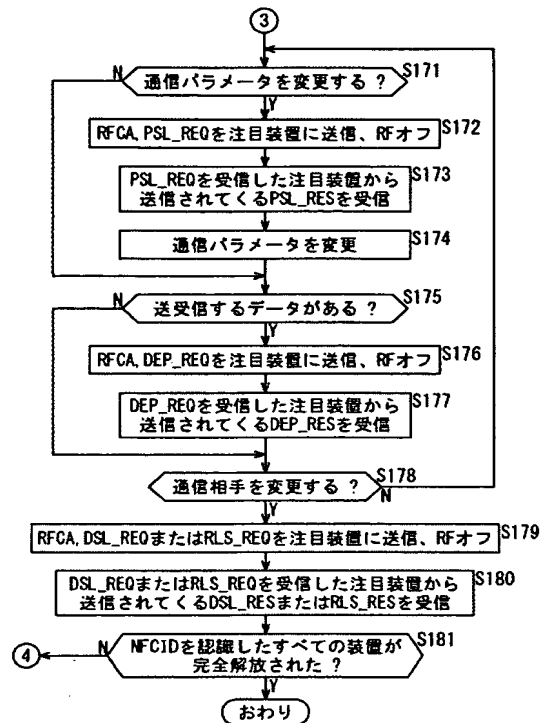 3
通信パラメータを変更する ? S171
N
Y
RFCA,PSL_REQを注目装置に送信、RFオフ S172
PSL_REQを受信した注目装置から
送信されてくるPSL_RESを受信 S173
通信パラメータを変更 S174
N
送受信するデータがある ? S175
Y
RFCA,DEP_REQを注目装置に送信、RFオフ S176
DEP_REQを受信した注目装置から
送信されてくるDEP_RESを受信 S177
通信相手を変更する ? S178
N
Y
RFCA,DSL_REQまたはRLS_REQを注目装置に送信、RFオフ S179
DSL_REQまたはRLS_REQを受信した注目装置から
送信されてくるDSL_RESまたはRLS_RESを受信 S180
NFCIDを認識したすべての装置が
完全解放された ? S181
N
4
Y
おわり